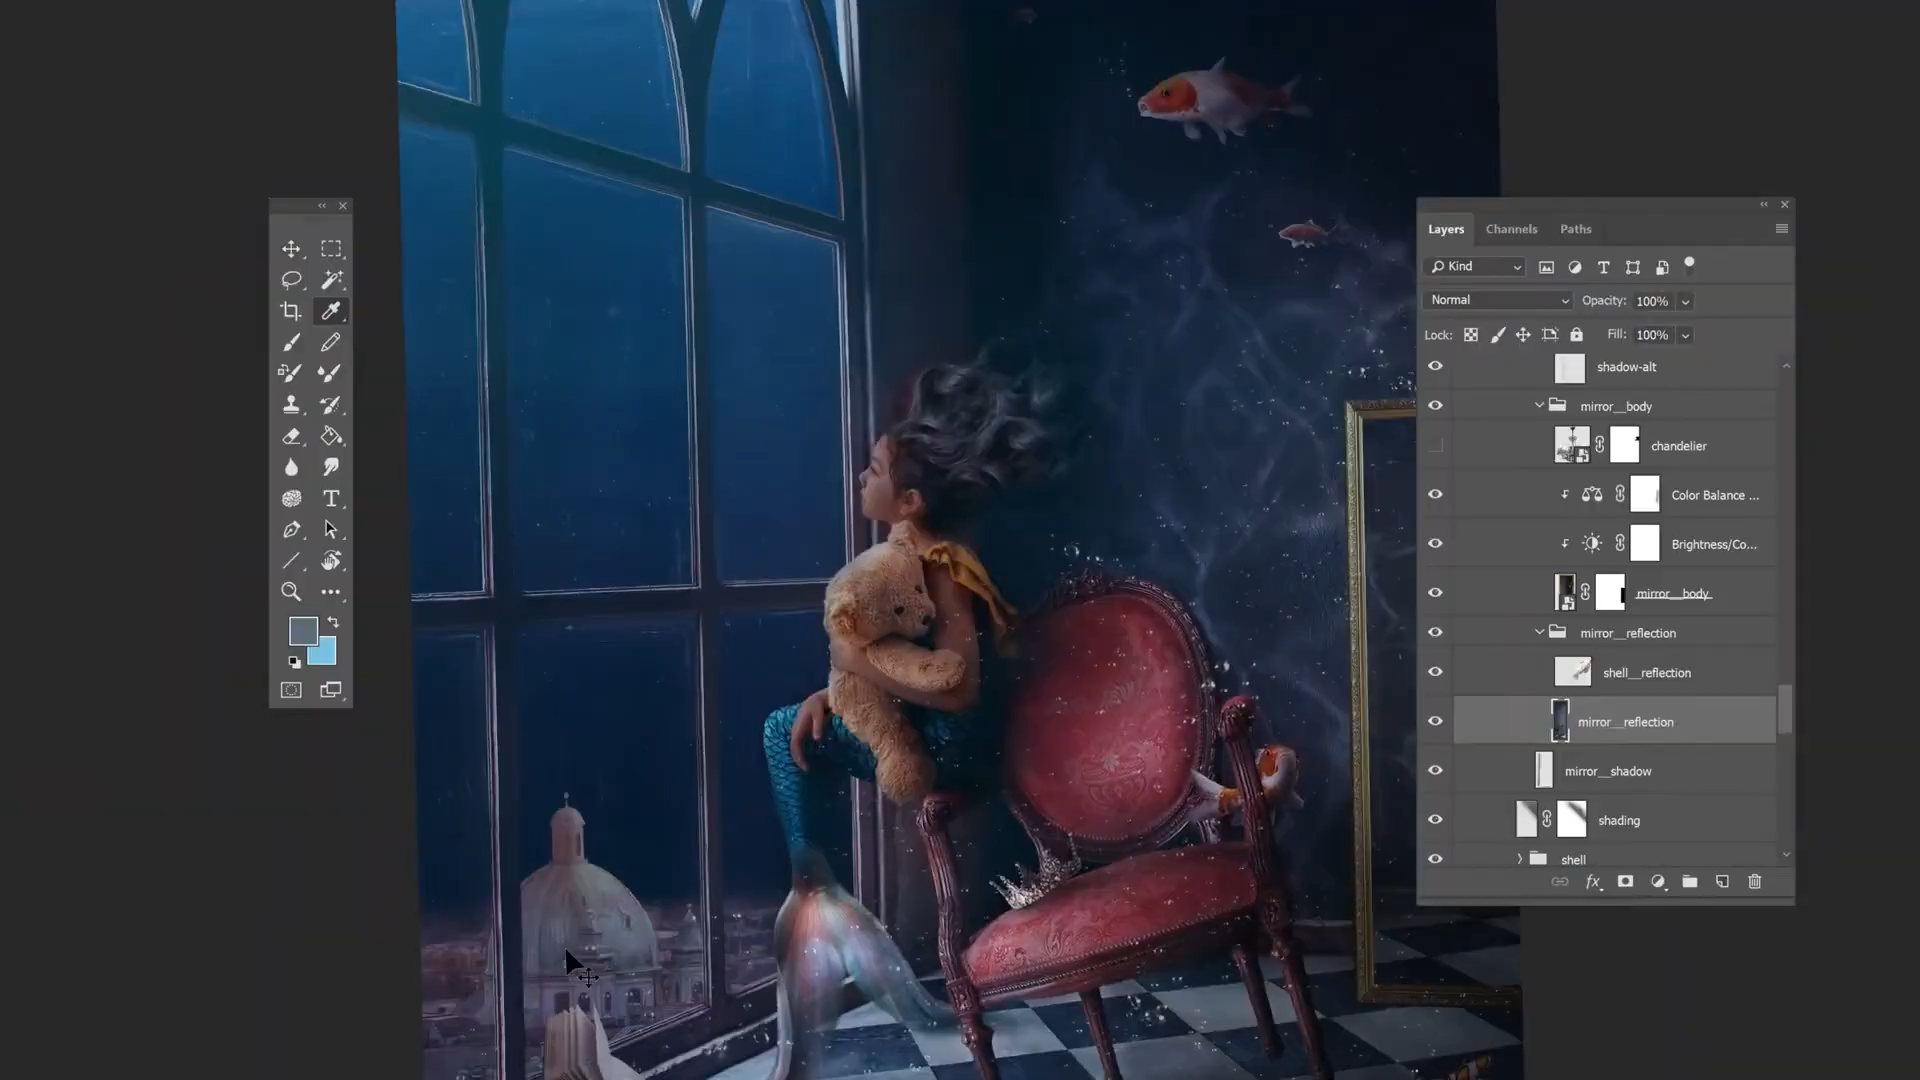 Layers
Channels
Paths
Kind
Normal
Opacity: 100%
Lock:
Fill: 100%
shadow-alt
mirror__body
chandelier
Color Balance ...
Brightness/Co...
mirror__body
mirror__reflection
shell__reflection
mirror__reflection
mirror__shadow
shading
shell